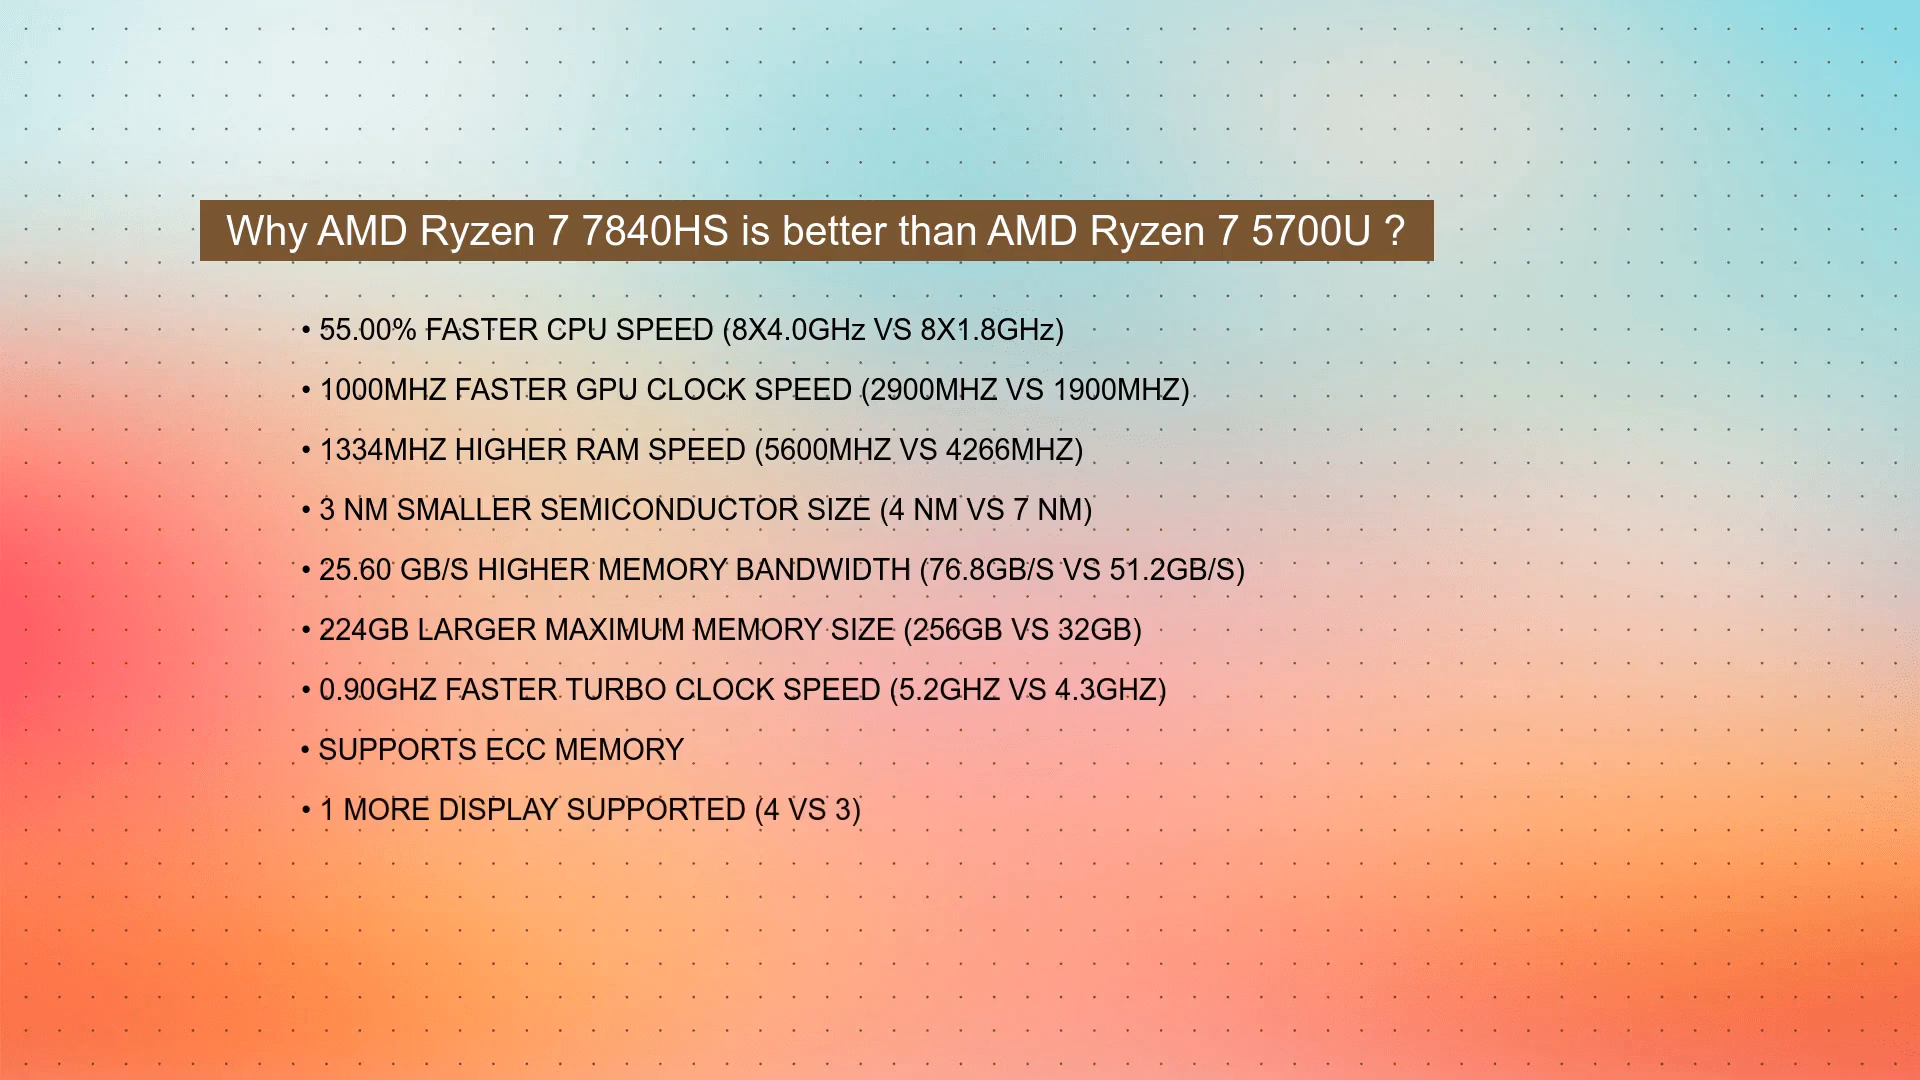 Why AMD Ryzen 7 7840HS is better than AMD Ryzen 7 5700U ?
• 55.00% FASTER CPU SPEED (8X4.0GHz VS 8X1.8GHz)
• 1000MHZ FASTER GPU CLOCK SPEED (2900MHZ VS 1900MHZ)
• 1334MHZ HIGHER RAM SPEED (5600MHZ VS 4266MHZ)
• 3 NM SMALLER SEMICONDUCTOR SIZE (4 NM VS 7 NM)
• 25.60 GB/S HIGHER MEMORY BANDWIDTH (76.8GB/S VS 51.2GB/S)
• 224GB LARGER MAXIMUM MEMORY SIZE (256GB VS 32GB)
• 0.90GHZ FASTER TURBO CLOCK SPEED (5.2GHZ VS 4.3GHZ)
• SUPPORTS ECC MEMORY
• 1 MORE DISPLAY SUPPORTED (4 VS 3)